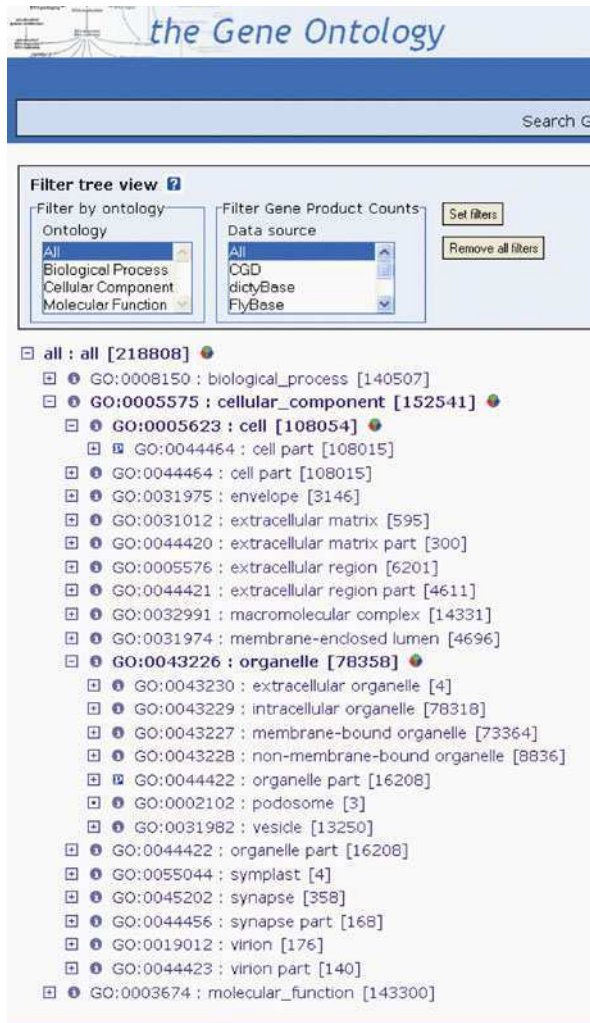 the Gene Ontology
Search G
Filter tree view ?
Filter by ontology
Ontology
All
Biological Process
Cellular Component
Molecular Function
Filter Gene Product Counts
Data source
All
CGD
dictyBase
FlyBase
Set filters
Remove all filters
all : all [218808]
GO:0008150 : biological_process [140507]
GO:0005575 : cellular_component [152541]
GO:0005623 : cell [108054]
GO:0044464 : cell part [108015]
GO:0044464 : cell part [108015]
GO:0031975 : envelope [3146]
GO:0031012 : extracellular matrix [595]
GO:0044420 : extracellular matrix part [300]
GO:0005576 : extracellular region [6201]
GO:0044421 : extracellular region part [4611]
GO:0032991 : macromolecular complex [14331]
GO:0031974 : membrane-enclosed lumen [4696]
GO:0043226 : organelle [78358]
GO:0043230 : extracellular organelle [4]
GO:0043229 : intracellular organelle [78318]
GO:0043227 : membrane-bound organelle [73364]
GO:0043228 : non-membrane-bound organelle [8836]
GO:0044422 : organelle part [16208]
GO:0002102 : podosome [3]
GO:0031982 : vesicle [13250]
GO:0044422 : organelle part [16208]
GO:0055044 : symplast [4]
GO:0045202 : synapse [358]
GO:0044456 : synapse part [168]
GO:0019012 : virion [176]
GO:0044423 : virion part [140]
GO:0003674 : molecular_function [143300]